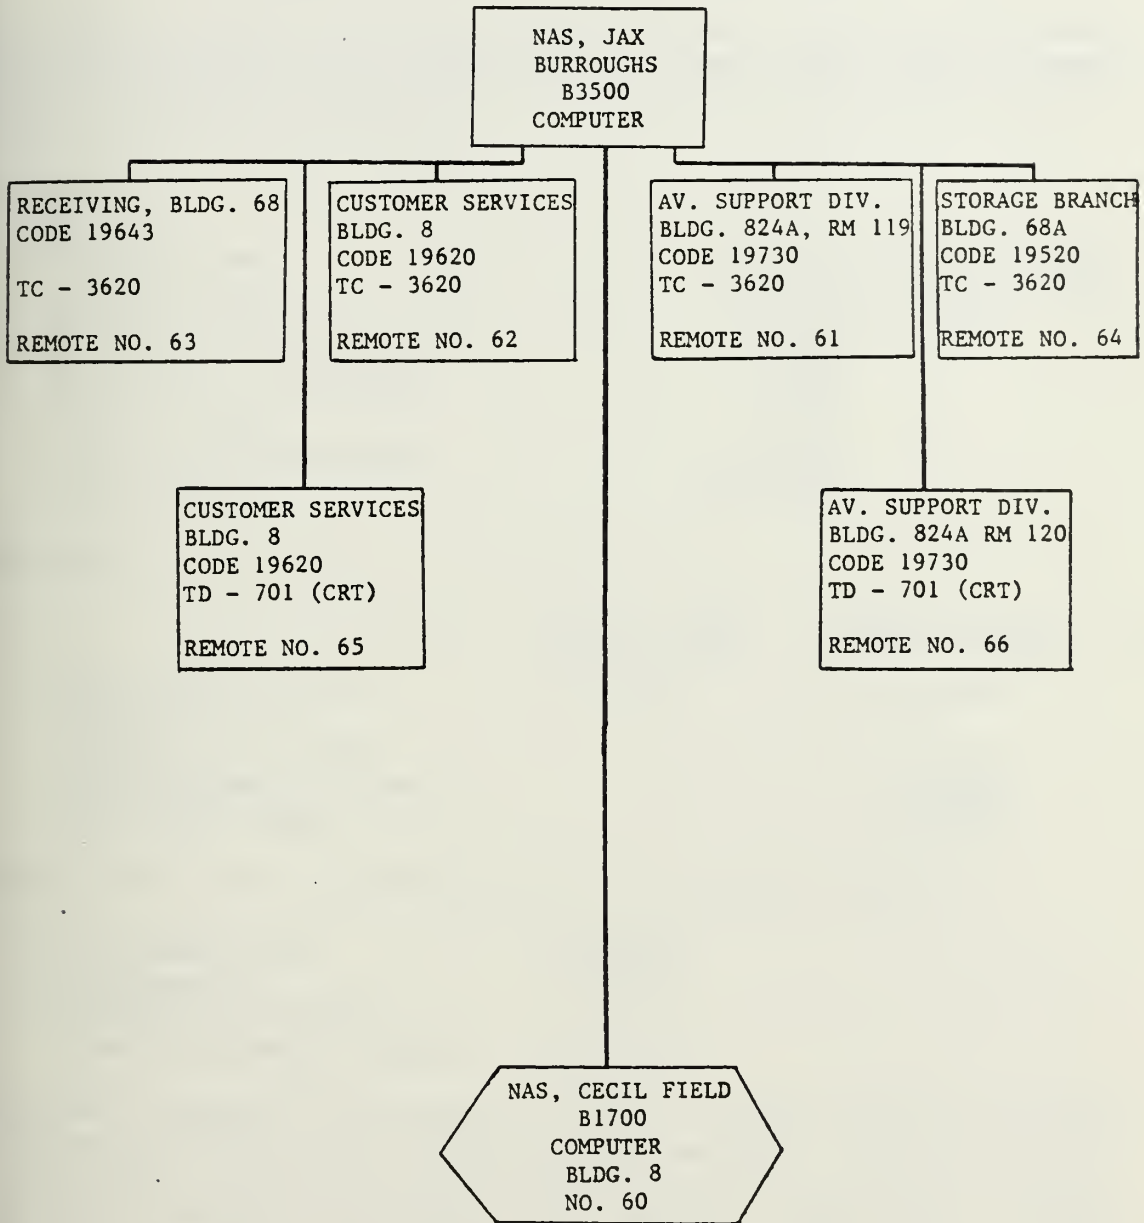 NAS, JAX
BURROUGHS
B3500
COMPUTER
RECEIVING, BLDG. 68
CODE 19643
TC - 3620
REMOTE NO. 63
CUSTOMER SERVICES
BLDG. 8
CODE 19620
TC - 3620
REMOTE NO. 62
AV. SUPPORT DIV.
BLDG. 824A, RM 119
CODE 19730
TC - 3620
REMOTE NO. 61
STORAGE BRANCH
BLDG. 68A
CODE 19520
TC - 3620
REMOTE NO. 64
CUSTOMER SERVICES
BLDG. 8
CODE 19620
TD - 701 (CRT)
REMOTE NO. 65
AV. SUPPORT DIV.
BLDG. 824A RM 120
CODE 19730
TD - 701 (CRT)
REMOTE NO. 66
NAS, CECIL FIELD
B1700
COMPUTER
BLDG. 8
NO. 60